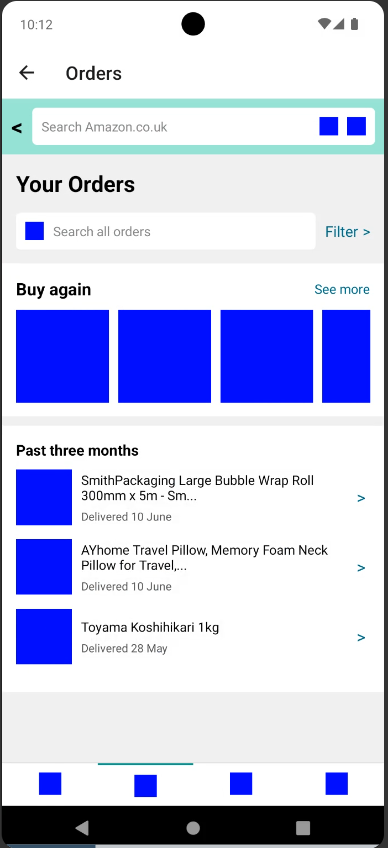 10:12
Orders
< Search Amazon.co.uk
Your Orders
Search all orders
Filter >
Buy again
See more
Past three months
SmithPackaging Large Bubble Wrap Roll
300mm x 5m - Sm...
Delivered 10 June
>
AYhome Travel Pillow, Memory Foam Neck
Pillow for Travel,...
Delivered 10 June
>
Toyama Koshihikari 1kg
Delivered 28 May
>